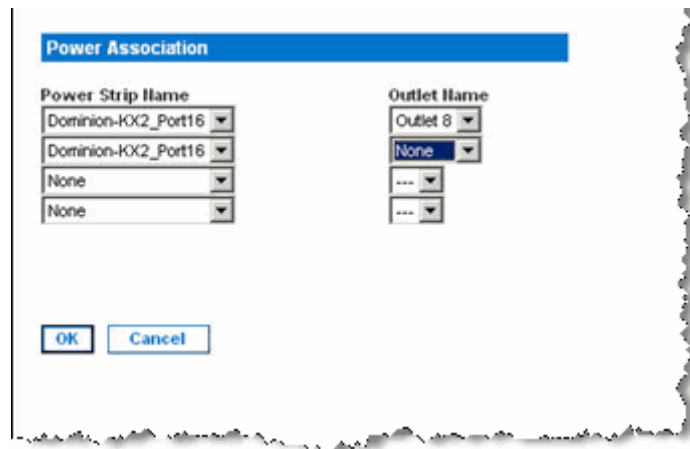 Power Association
Power Strip Name Outlet Name
Dominion-KX2_Port16 Outlet 8
Dominion-KX2_Port16 None
None ---
None ---
OK Cancel